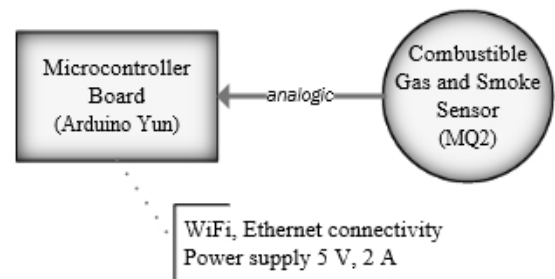 Microcontroller
Board
(Arduino Yun)
analogic
Combustible
Gas and Smoke
Sensor
(MQ2)
WiFi, Ethernet connectivity
Power supply 5 V, 2 A